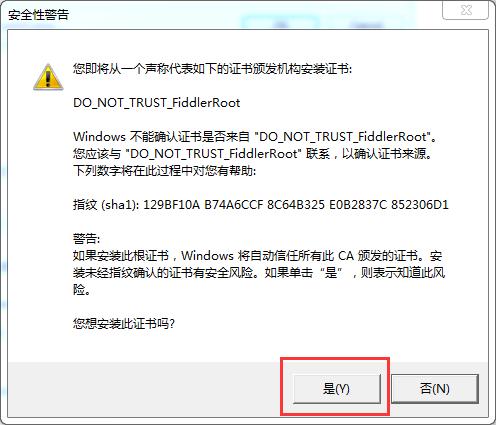 安全性警告
您即将从一个声称代表如下的证书颁发机构安装证书:
DO_NOT_TRUST_FiddlerRoot
Windows 不能确认证书是否来自 "DO_NOT_TRUST_FiddlerRoot"。
您应该与 "DO_NOT_TRUST_FiddlerRoot" 联系，以确认证书来源。
下列数字将在此过程中对您有帮助:
指纹 (sha1): 129BF10A B74A6CCF 8C64B325 E0B2837C 852306D1
警告:
如果安装此根证书，Windows 将自动信任所有此 CA 颁发的证书。安
装未经指纹确认的证书有安全风险。如果单击“是”，则表示知道此风
险。
您想安装此证书吗?
是(Y) 否(N)